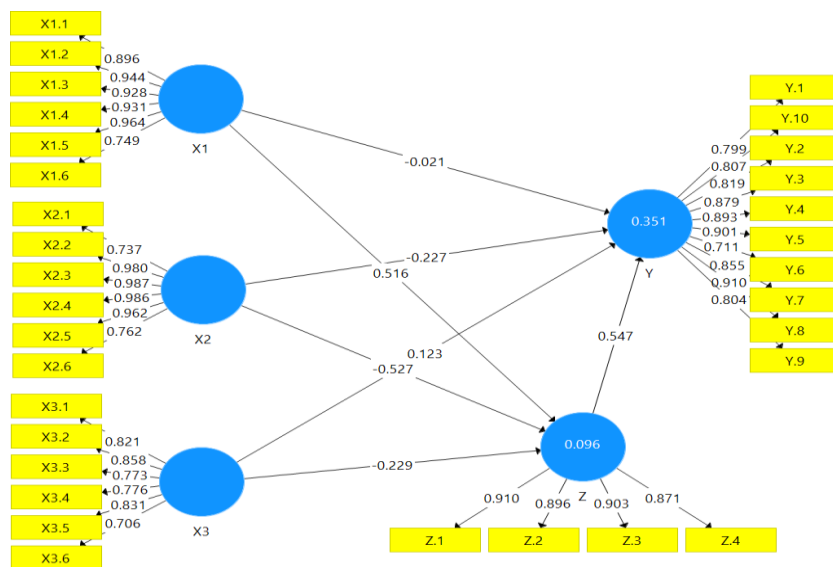 X1.1
X1.2
X1.3
X1.4
X1.5
X1.6
0.896
0.944
0.928
0.931
0.964
0.749
X1
X2.1
X2.2
X2.3
X2.4
X2.5
X2.6
0.737
0.980
0.987
0.986
0.962
0.762
X2
X3.1
X3.2
X3.3
X3.4
X3.5
X3.6
0.821
0.858
0.773
0.776
0.831
0.706
X3
-0.021
-0.227
0.516
0.123
-0.527
-0.229
0.547
0.351
Y
0.799
0.807
0.819
0.879
0.893
0.901
0.711
0.855
0.910
0.804
Y.1
Y.10
Y.2
Y.3
Y.4
Y.5
Y.6
Y.7
Y.8
Y.9
0.096
Z
0.910
0.896
0.903
0.871
Z.1
Z.2
Z.3
Z.4